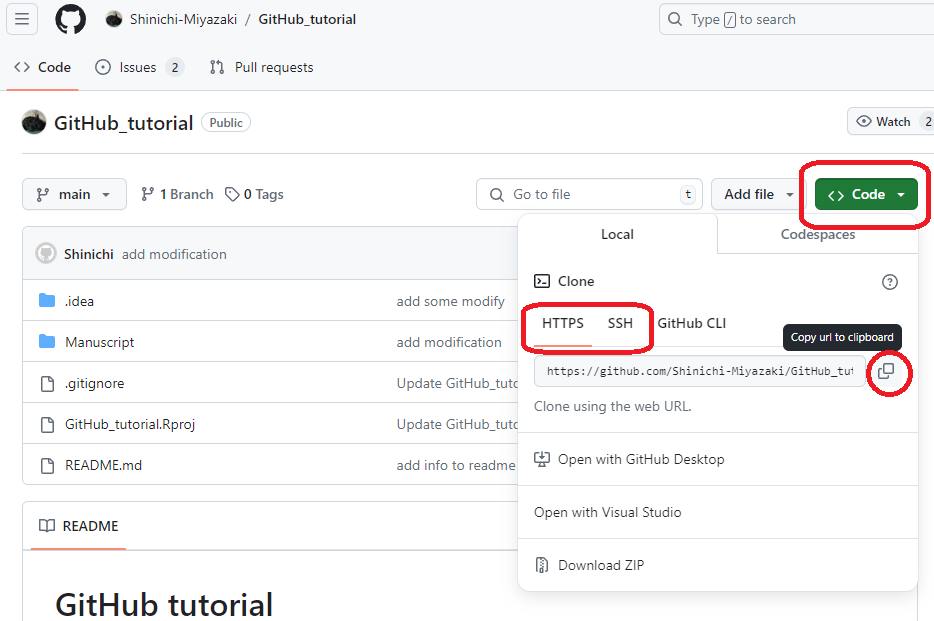 Shinichi-Miyazaki / GitHub_tutorial
Type / to search
Code
Issues 2
Pull requests
GitHub_tutorial Public
Watch 2
main
1 Branch
0 Tags
Go to file t
Add file
Code
Shinichi add modification
.idea add some modify
Manuscript add modification
.gitignore Update GitHub_tuto
GitHub_tutorial.Rproj Update GitHub_tuto
README.md add info to readme
README
GitHub tutorial
Local
Codespaces
Clone
HTTPS
SSH
GitHub CLI
Copy url to clipboard
https://github.com/Shinichi-Miyazaki/GitHub_tut
Clone using the web URL.
Open with GitHub Desktop
Open with Visual Studio
Download ZIP